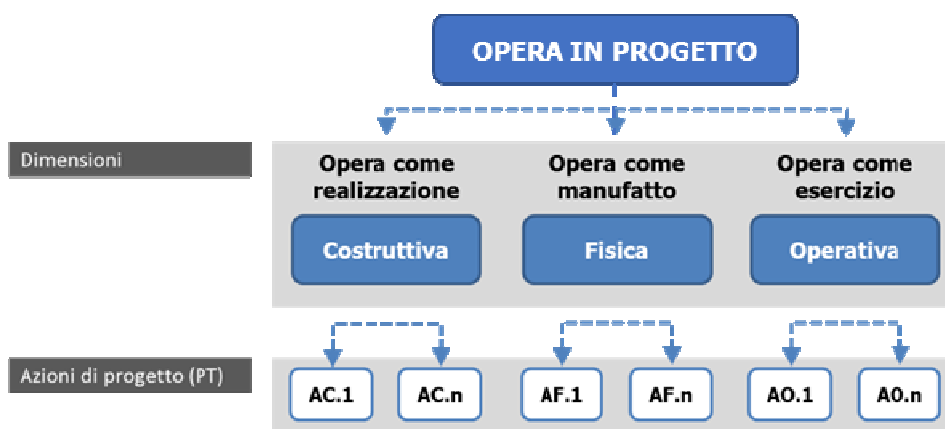 OPERA IN PROGETTO
Dimensioni
Opera come
realizzazione
Opera come
manufatto
Opera come
esercizio
Costruttiva
Fisica
Operativa
Azioni di progetto (PT)
AC.1
AC.n
AF.1
AF.n
AO.1
A0.n